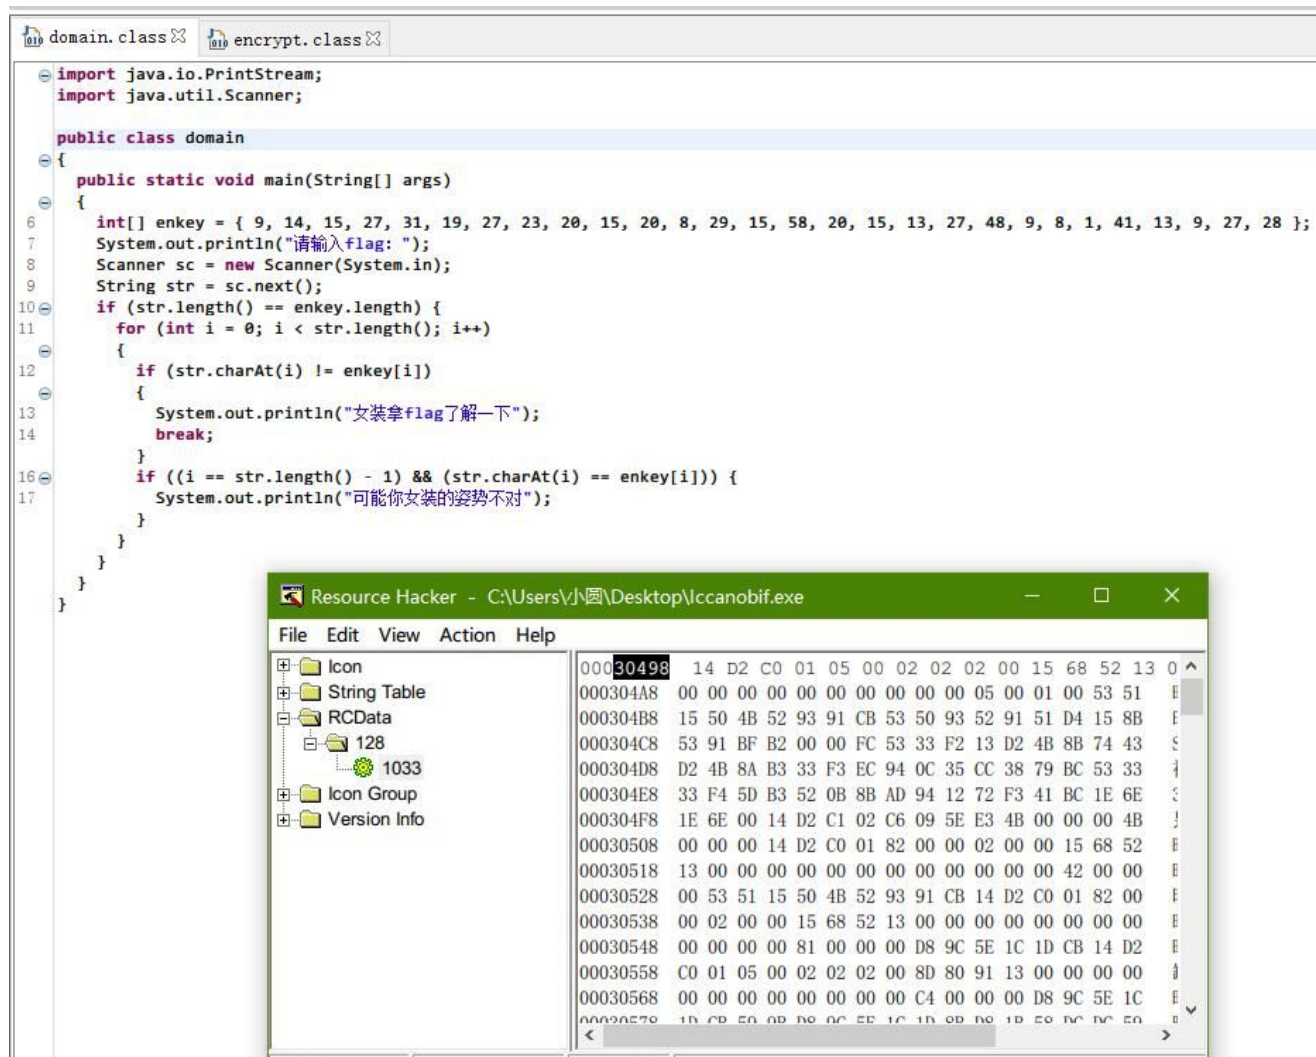 domain.class encrypt.class
import java.io.PrintStream;
import java.util.Scanner;
public class domain
{
public static void main(String[] args)
{
6 int[] enkey = { 9, 14, 15, 27, 31, 19, 27, 23, 20, 15, 20, 8, 29, 15, 58, 20, 15, 13, 27, 48, 9, 8, 1, 41, 13, 9, 27, 28 };
7 System.out.println("请输入flag: ");
8 Scanner sc = new Scanner(System.in);
9 String str = sc.next();
10 if (str.length() == enkey.length) {
11 for (int i = 0; i < str.length(); i++)
{
12 if (str.charAt(i) != enkey[i])
{
13 System.out.println("女装拿flag了解一下");
14 break;
}
16 if ((i == str.length() - 1) && (str.charAt(i) == enkey[i])) {
17 System.out.println("可能你女装的姿势不对");
}
}
}
}
}
Resource Hacker - C:\Users\小圆\Desktop\Iccanobif.exe
File Edit View Action Help
Icon
String Table
RCData
128
1033
Icon Group
Version Info
00030498 14 D2 C0 01 05 00 02 02 02 00 15 68 52 13 0
000304A8 00 00 00 00 00 00 00 00 00 00 05 00 01 00 53 51
000304B8 15 50 4B 52 93 91 CB 53 50 93 52 91 51 D4 15 8B
000304C8 53 91 BF B2 00 00 FC 53 33 F2 13 D2 4B 8B 74 43
000304D8 D2 4B 8A B3 33 F3 EC 94 0C 35 CC 38 79 BC 53 33
000304E8 33 F4 5D B3 52 0B 8B AD 94 12 72 F3 41 BC 1E 6E
000304F8 1E 6E 00 14 D2 C1 02 C6 09 5E E3 4B 00 00 00 4B
00030508 00 00 00 14 D2 C0 01 82 00 00 02 00 00 15 68 52
00030518 13 00 00 00 00 00 00 00 00 00 00 00 00 42 00 00
00030528 00 53 51 15 50 4B 52 93 91 CB 14 D2 C0 01 82 00
00030538 00 02 00 00 15 68 52 13 00 00 00 00 00 00 00 00
00030548 00 00 00 00 81 00 00 00 D8 9C 5E 1C 1D CB 14 D2
00030558 C0 01 05 00 02 02 02 00 8D 80 91 13 00 00 00 00
00030568 00 00 00 00 00 00 00 00 C4 00 00 00 D8 9C 5E 1C